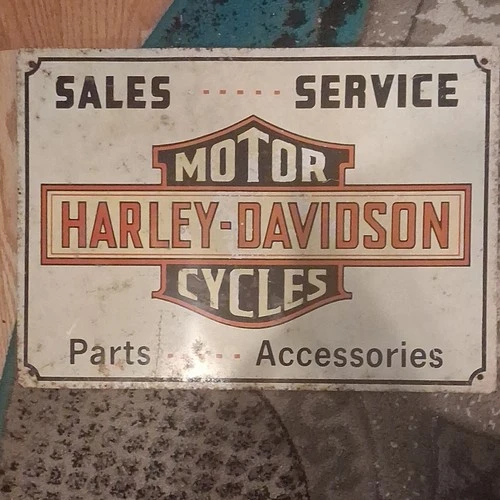 SALES ..... SERVICE
MOTOR
HARLEY-DAVIDSON
CYCLES
Parts ...... Accessories